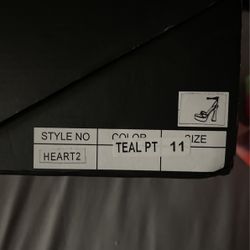 STYLE NO COLOR SIZE
HEART2 TEAL PT 11